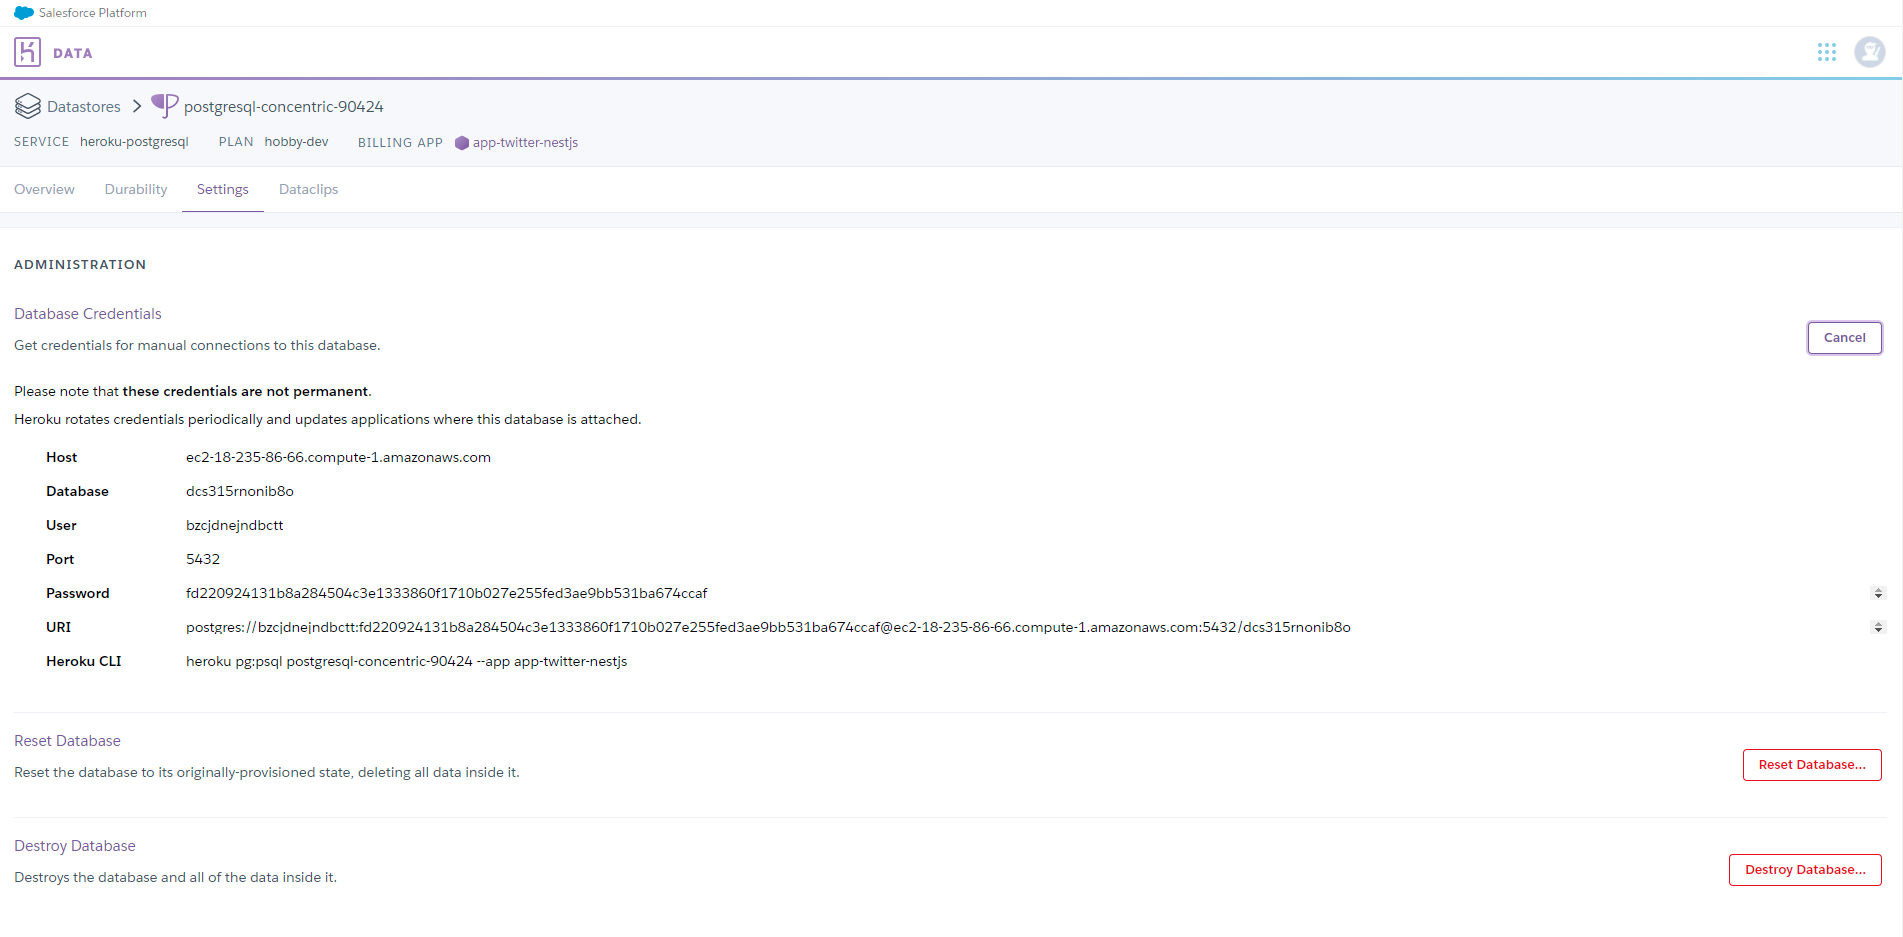 Salesforce Platform
DATA
Datastores postgresql-concentric-90424
SERVICE heroku-postgresql PLAN hobby-dev BILLING APP app-twitter-nestjs
Overview Durability Settings Dataclips
ADMINISTRATION
Database Credentials
Get credentials for manual connections to this database.
Cancel
Please note that these credentials are not permanent.
Heroku rotates credentials periodically and updates applications where this database is attached.
Host ec2-18-235-86-66.compute-1.amazonaws.com
Database dcs315rnonib8o
User bzcjdnejndbctt
Port 5432
Password fd220924131b8a284504c3e1333860f1710b027e255fed3ae9bb531ba674ccaf
URI postgres://bzcjdnejndbctt:fd220924131b8a284504c3e1333860f1710b027e255fed3ae9bb531ba674ccaf@ec2-18-235-86-66.compute-1.amazonaws.com:5432/dcs315rnonib8o
Heroku CLI heroku pg:psql postgresql-concentric-90424 --app app-twitter-nestjs
Reset Database
Reset the database to its originally-provisioned state, deleting all data inside it.
Reset Database...
Destroy Database
Destroys the database and all of the data inside it.
Destroy Database...